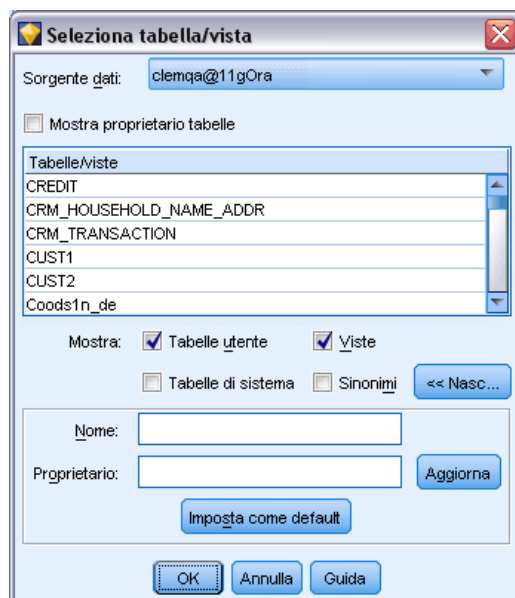 Seleziona tabella/vista
Sorgente dati: clemqa@11gOra
Mostra proprietario tabelle
Tabelle/viste
CREDIT
CRM_HOUSEHOLD_NAME_ADDR
CRM_TRANSACTION
CUST1
CUST2
Coods1n_de
Mostra: Tabelle utente Viste
Tabelle di sistema Sinonimi << Nasc...
Nome:
Proprietario: Aggiorna
Imposta come default
OK Annulla Guida